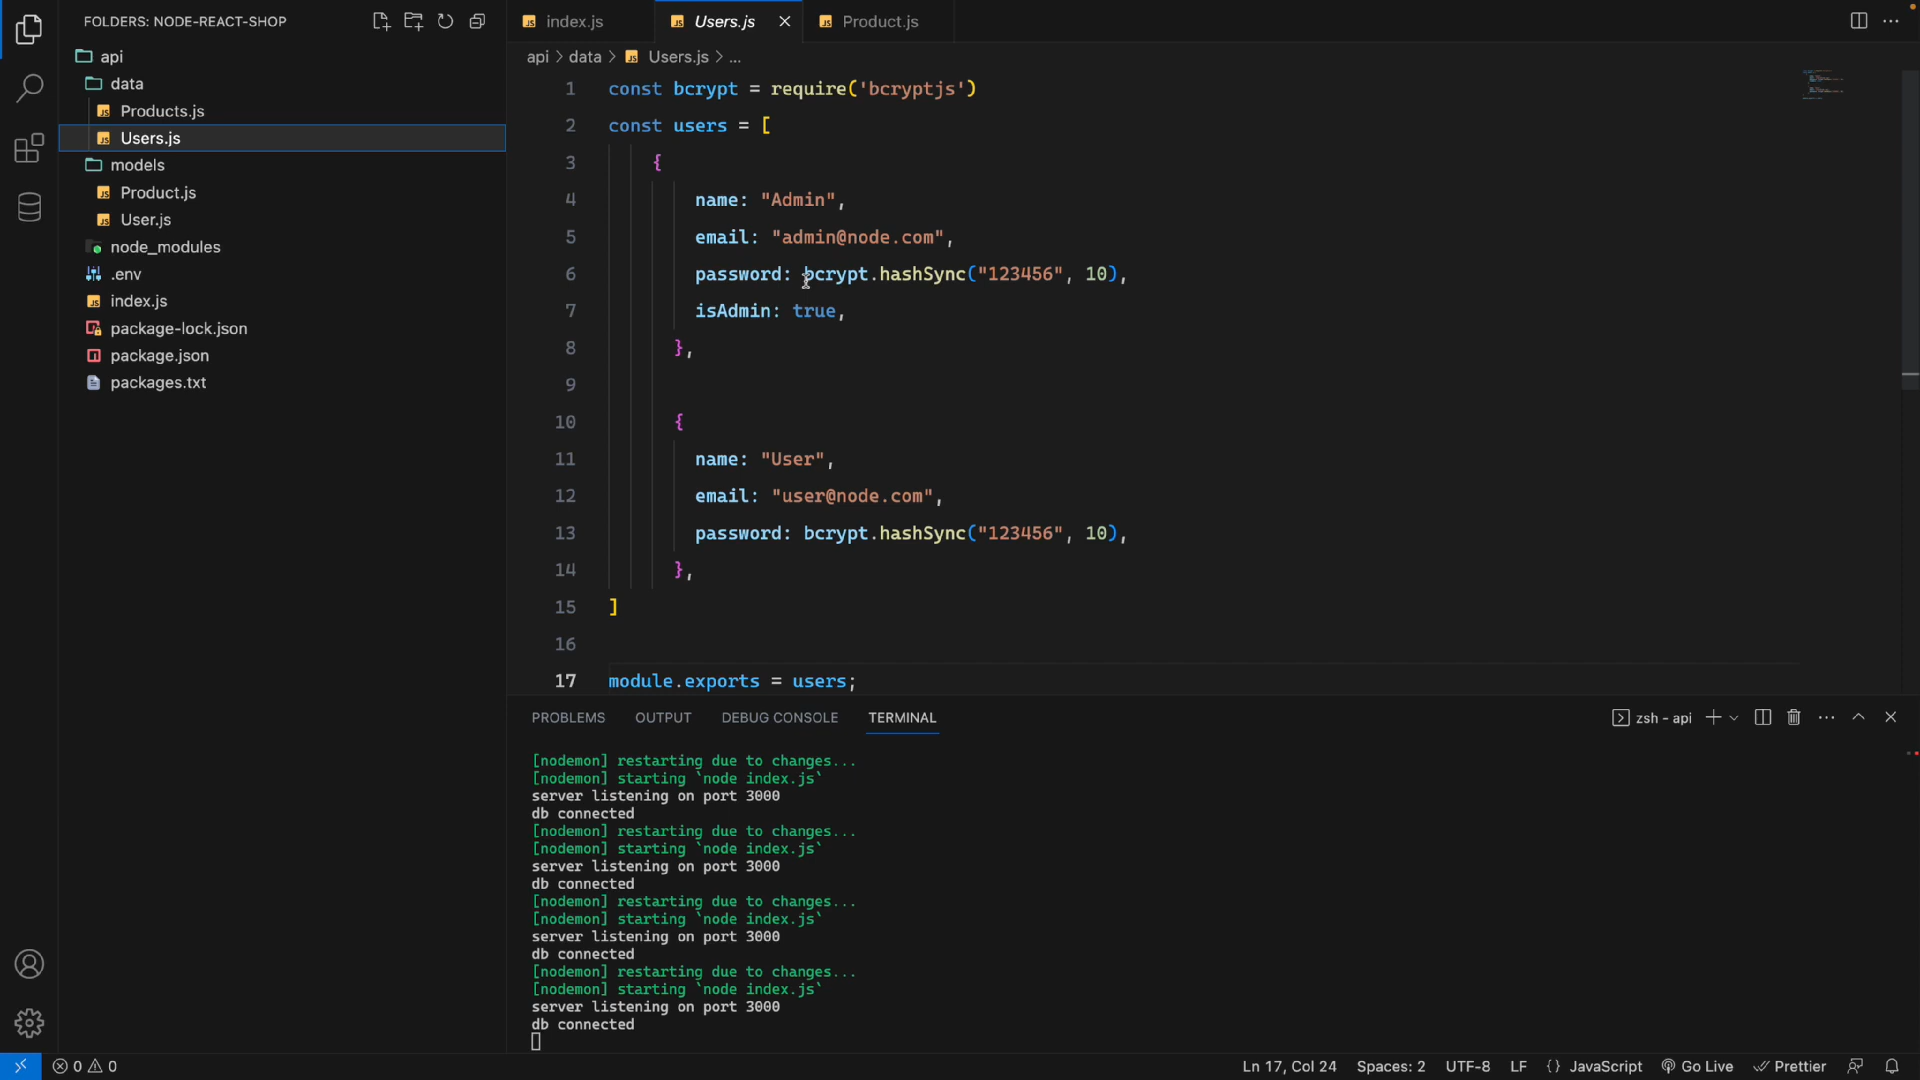 FOLDERS: NODE-REACT-SHOP
api
data
Products.js
Users.js
models
Product.js
User.js
node_modules
.env
index.js
package-lock.json
package.json
packages.txt
index.js
Users.js
Product.js
api > data > Users.js > ...
1 const bcrypt = require('bcryptjs')
2 const users = [
3 {
4 name: "Admin",
5 email: "admin@node.com",
6 password: bcrypt.hashSync("123456", 10),
7 isAdmin: true,
8 },
9
10 {
11 name: "User",
12 email: "user@node.com",
13 password: bcrypt.hashSync("123456", 10),
14 },
15 ]
16
17 module.exports = users;
PROBLEMS OUTPUT DEBUG CONSOLE TERMINAL
zsh - api
[nodemon] restarting due to changes...
[nodemon] starting `node index.js`
server listening on port 3000
db connected
[nodemon] restarting due to changes...
[nodemon] starting `node index.js`
server listening on port 3000
db connected
[nodemon] restarting due to changes...
[nodemon] starting `node index.js`
server listening on port 3000
db connected
[nodemon] restarting due to changes...
[nodemon] starting `node index.js`
server listening on port 3000
db connected
0 0 Ln 17, Col 24 Spaces: 2 UTF-8 LF {} JavaScript Go Live Prettier